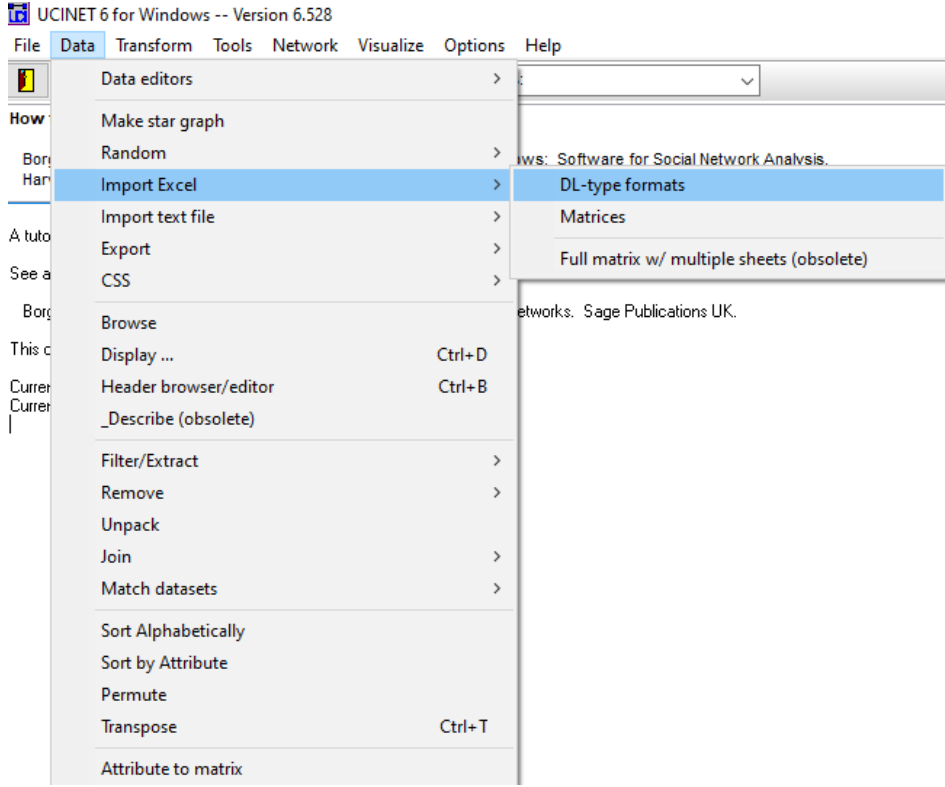 UCINET 6 for Windows -- Version 6.528
File Data Transform Tools Network Visualize Options Help
Data editors
How
Make star graph
Random
ws: Software for Social Network Analysis.
Import Excel
DL-type formats
Import text file
Matrices
A tuto
Export
Full matrix w/ multiple sheets (obsolete)
See a
CSS
Browse
etworks. Sage Publications UK.
Display ... Ctrl+D
Header browser/editor Ctrl+B
_Describe (obsolete)
Filter/Extract
Remove
Unpack
Join
Match datasets
Sort Alphabetically
Sort by Attribute
Permute
Transpose Ctrl+T
Attribute to matrix